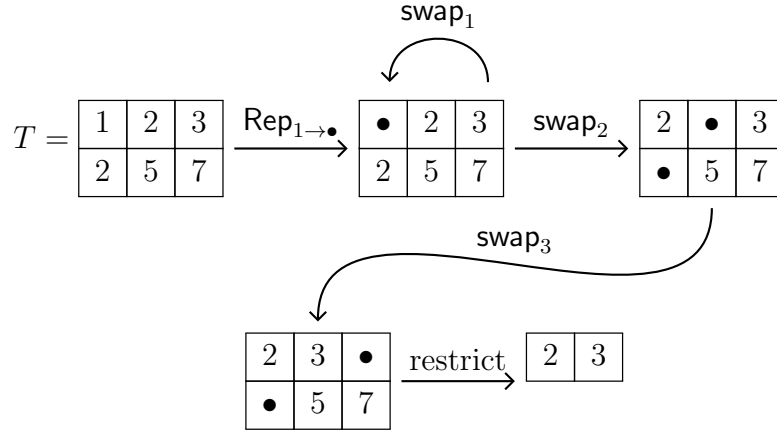 swap₁
T = 1 2 3 Rep₁→• • 2 3 swap₂ 2 • 3
2 5 7 2 5 7 • 5 7
swap₃
2 3 • restrict 2 3
• 5 7